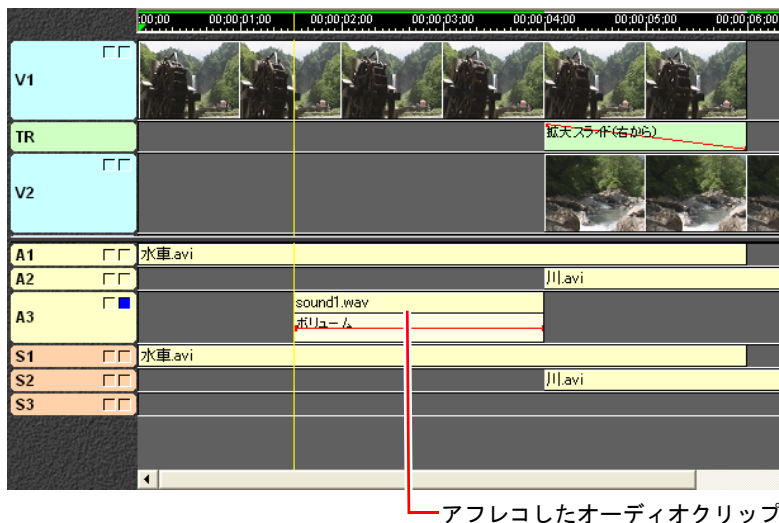 :00;00 00;00;01;00 00;00;02;00 00;00;03;00 00;00;04;00 00;00;05;00 00;00;06;00
V1
TR
拡大スライド(右から)
V2
A1 水車.avi
A2 川.avi
A3
sound1.wav
ボリューム
S1 水車.avi
S2 川.avi
S3
アフレコしたオーディオクリップ